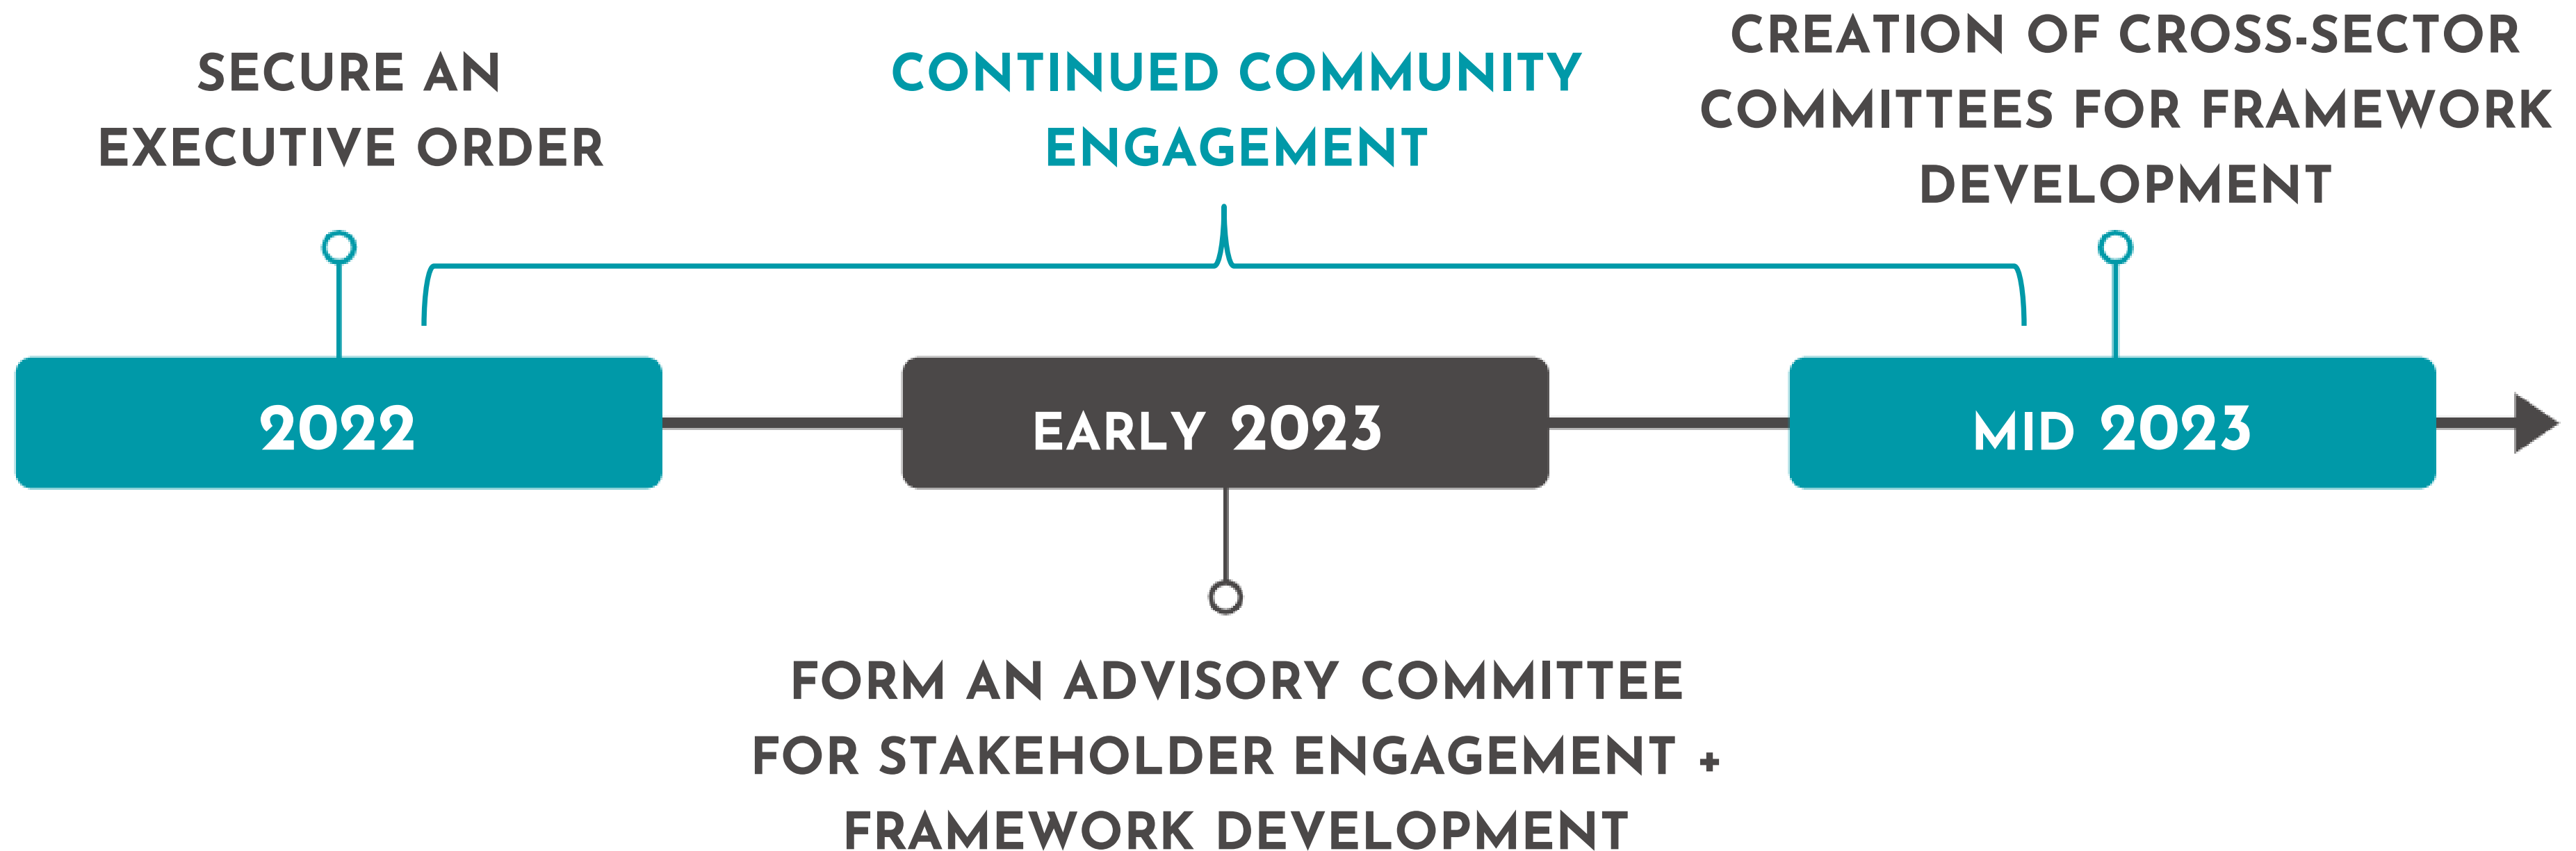 SECURE AN
EXECUTIVE ORDER
CONTINUED COMMUNITY
ENGAGEMENT
CREATION OF CROSS-SECTOR
COMMITTEES FOR FRAMEWORK
DEVELOPMENT
2022
EARLY 2023
MID 2023
FORM AN ADVISORY COMMITTEE
FOR STAKEHOLDER ENGAGEMENT +
FRAMEWORK DEVELOPMENT